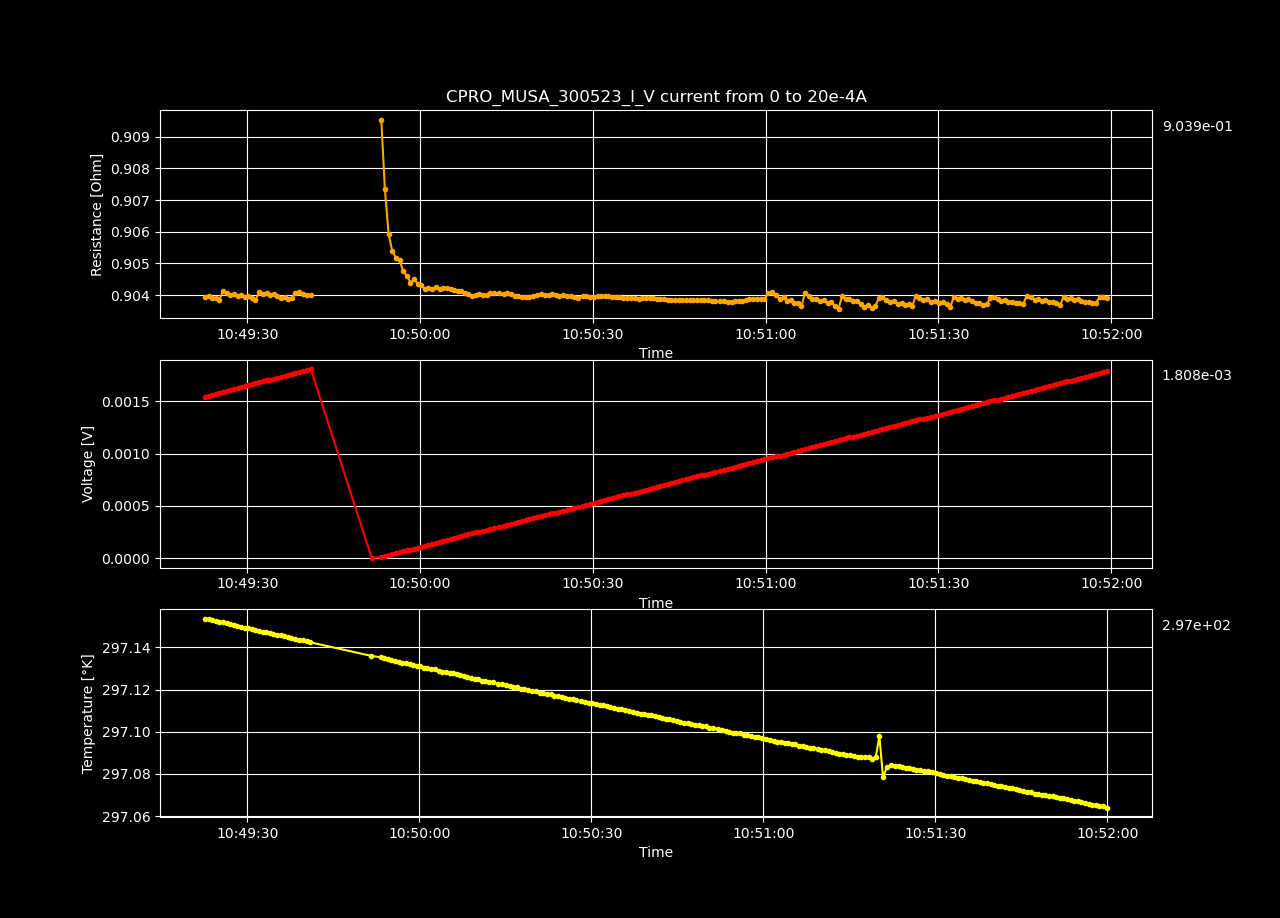 CPRO_MUSA_300523_I_V current from 0 to 20e-4A
9.039e-01
Resistance [Ohm]
0.909
0.908
0.907
0.906
0.905
0.904
10:49:30 10:50:00 10:50:30 10:51:00 10:51:30 10:52:00
Time
1.808e-03
Voltage [V]
0.0015
0.0010
0.0005
0.0000
10:49:30 10:50:00 10:50:30 10:51:00 10:51:30 10:52:00
Time
2.97e+02
Temperature [°K]
297.14
297.12
297.10
297.08
297.06
10:49:30 10:50:00 10:50:30 10:51:00 10:51:30 10:52:00
Time